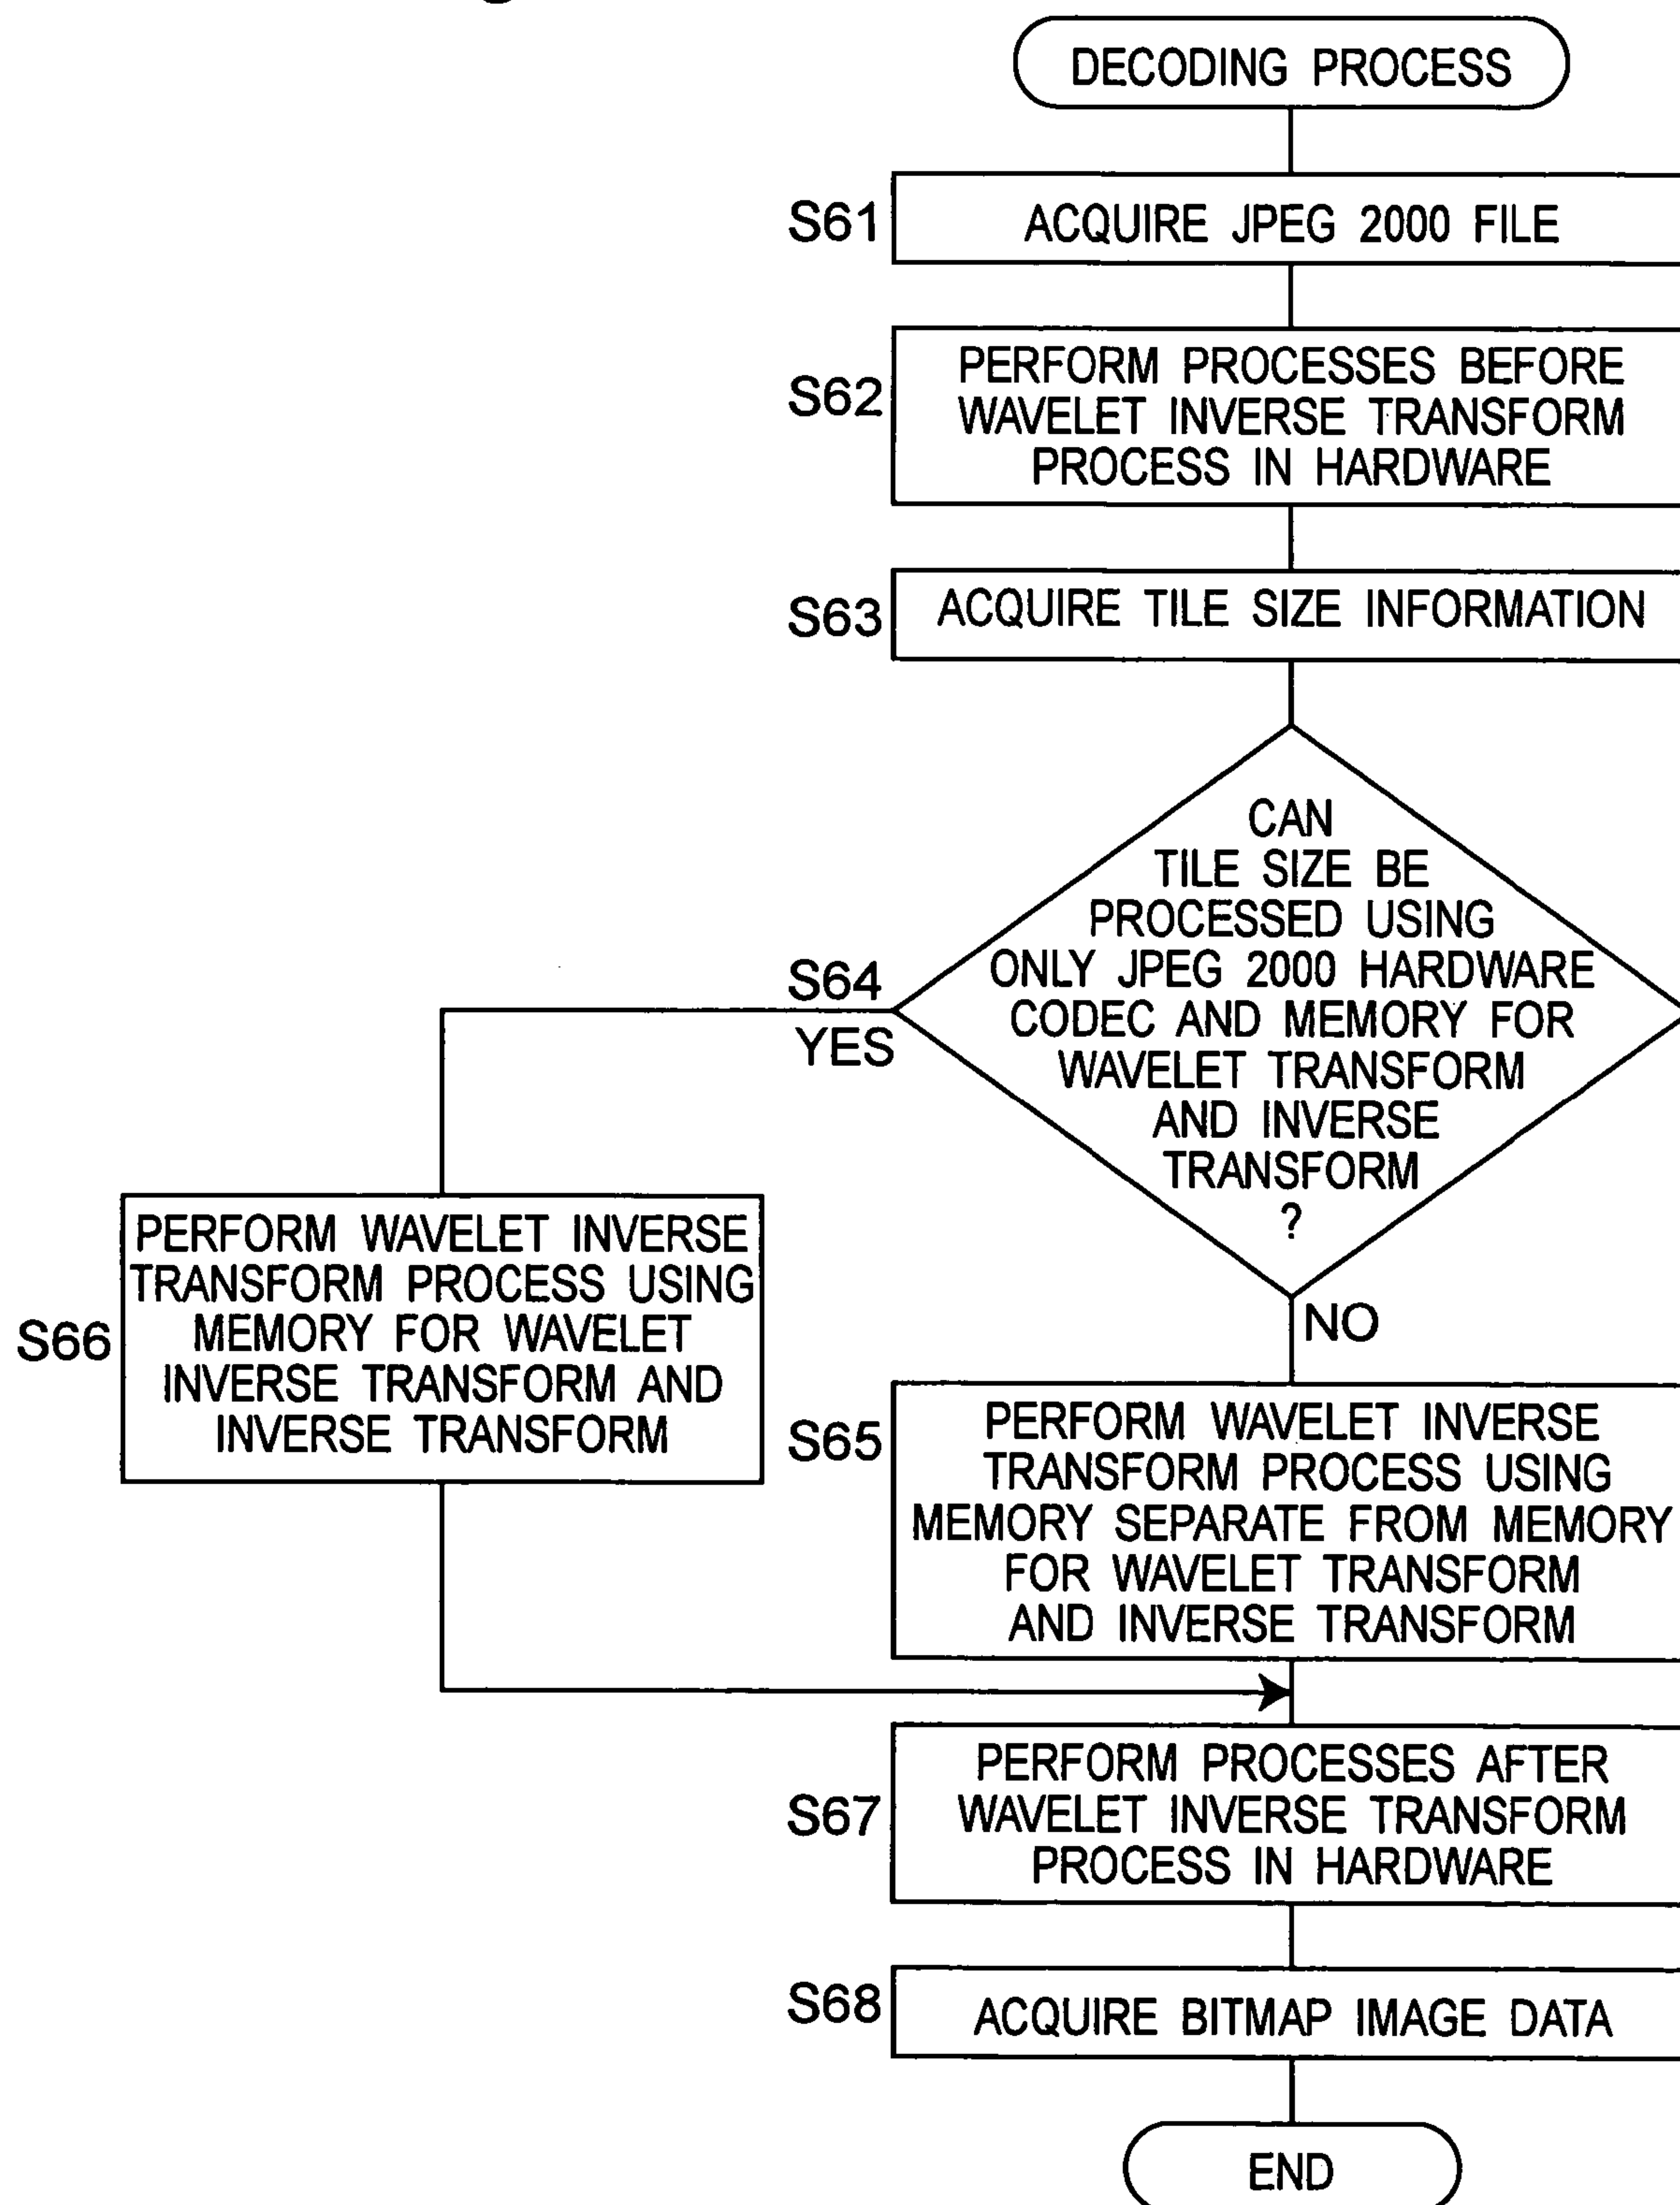 DECODING PROCESS
S61
ACQUIRE JPEG 2000 FILE
S62
PERFORM PROCESSES BEFORE
WAVELET INVERSE TRANSFORM
PROCESS IN HARDWARE
S63
ACQUIRE TILE SIZE INFORMATION
S64
CAN
TILE SIZE BE
PROCESSED USING
ONLY JPEG 2000 HARDWARE
CODEC AND MEMORY FOR
WAVELET TRANSFORM
AND INVERSE
TRANSFORM
?
YES
NO
S66
PERFORM WAVELET INVERSE
TRANSFORM PROCESS USING
MEMORY FOR WAVELET
INVERSE TRANSFORM AND
INVERSE TRANSFORM
S65
PERFORM WAVELET INVERSE
TRANSFORM PROCESS USING
MEMORY SEPARATE FROM MEMORY
FOR WAVELET TRANSFORM
AND INVERSE TRANSFORM
S67
PERFORM PROCESSES AFTER
WAVELET INVERSE TRANSFORM
PROCESS IN HARDWARE
S68
ACQUIRE BITMAP IMAGE DATA
END